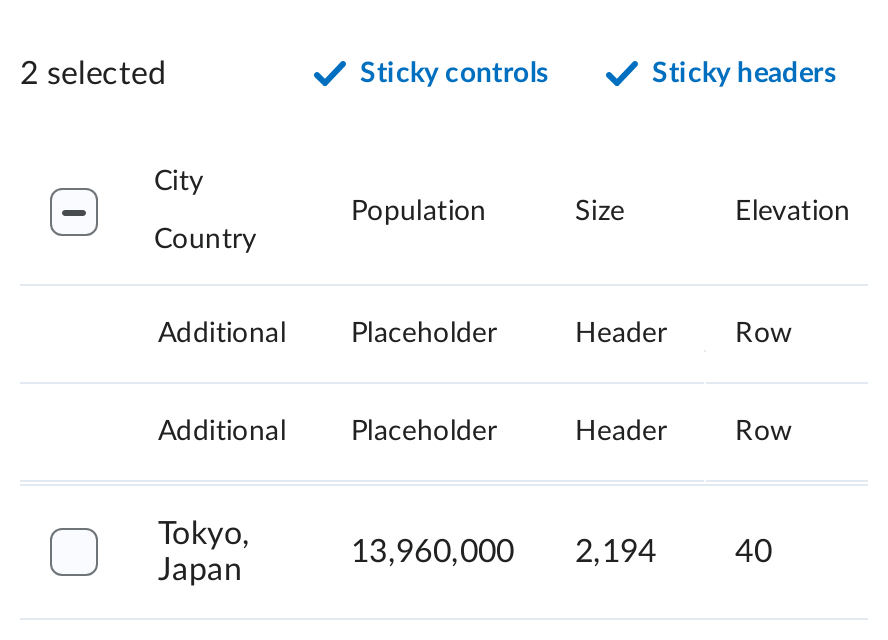 2 selected Sticky controls Sticky headers
City
Country
Population Size Elevation
Additional Placeholder Header Row
Additional Placeholder Header Row
Tokyo,
Japan
13,960,000 2,194 40